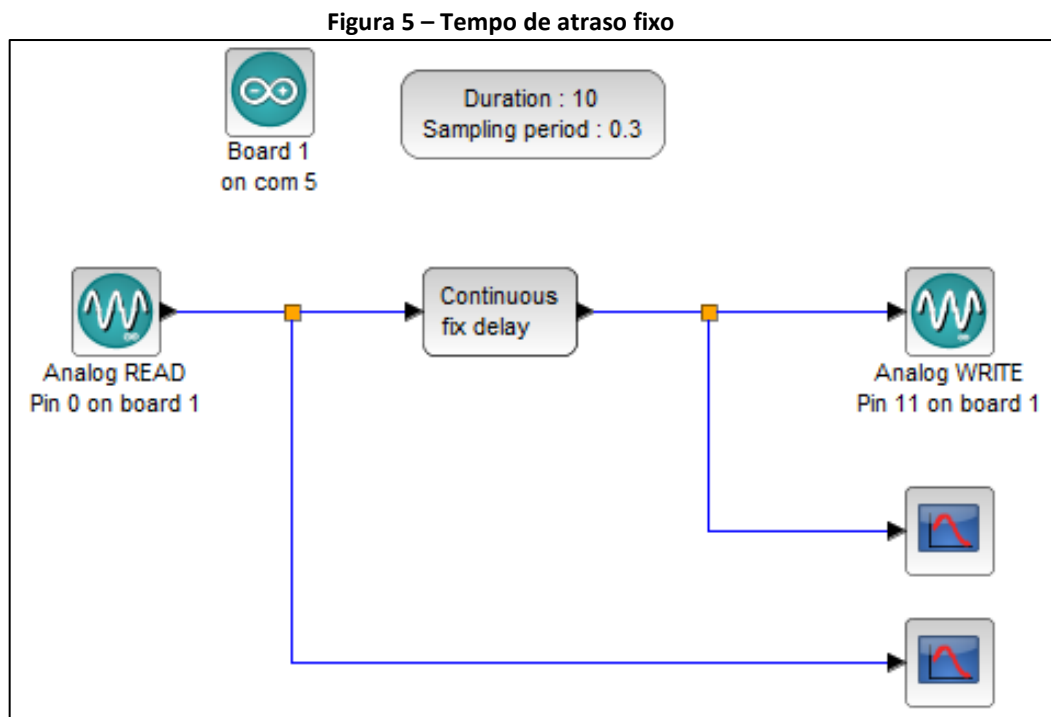 Figura 5 – Tempo de atraso fixo
Board 1
on com 5
Duration : 10
Sampling period : 0.3
Analog READ
Pin 0 on board 1
Continuous
fix delay
Analog WRITE
Pin 11 on board 1